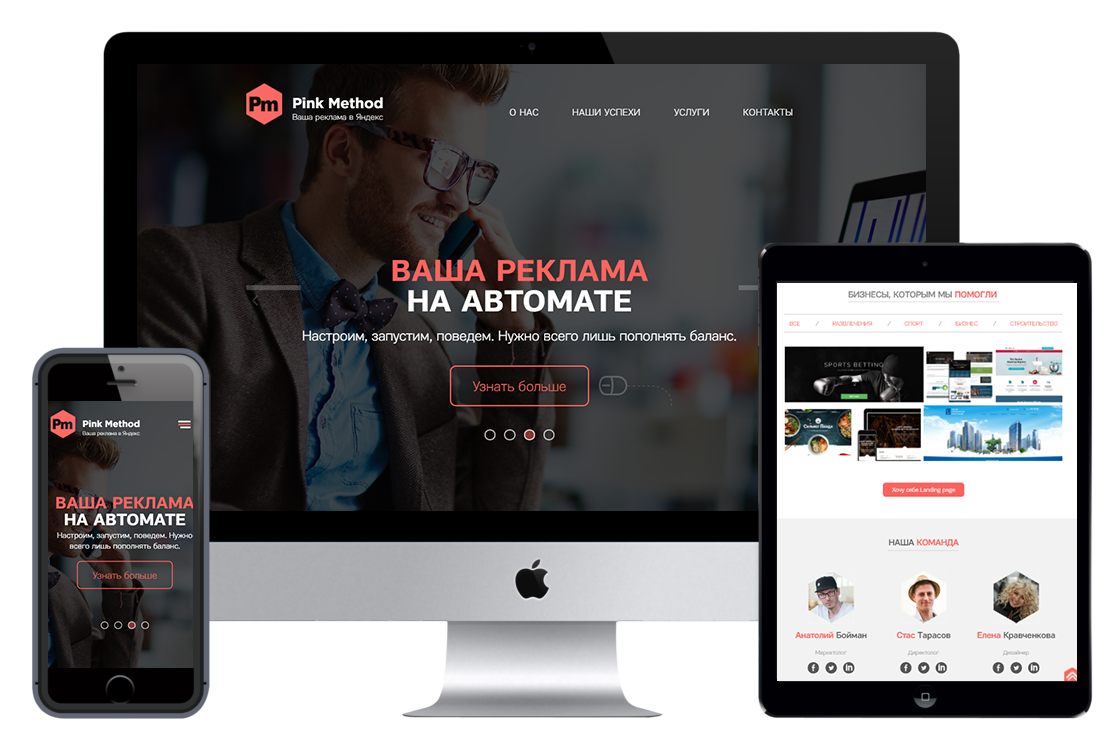 Pm
Pink Method
Ваша реклама в Яндекс
О НАС
НАШИ УСПЕХИ
УСЛУГИ
КОНТАКТЫ
ВАША РЕКЛАМА
НА АВТОМАТЕ
Настроим, запустим, поведем. Нужно всего лишь пополнять баланс.
Узнать больше
Pm
Pink Method
Ваша реклама в Яндекс
ВАША РЕКЛАМА
НА АВТОМАТЕ
Настроим, запустим, поведем. Нужно
всего лишь пополнять баланс.
Узнать больше
БИЗНЕСЫ, КОТОРЫМ МЫ ПОМОГЛИ
ВСЕ / РАЗВЛЕЧЕНИЯ / СПОРТ / БИЗНЕС / СТРОИТЕЛЬСТВО
SPORTS BETTING
Хочу себе Landing page
НАША КОМАНДА
Анатолий Бойман
Маркетолог
Стас Тарасов
Директолог
Елена Кравченкова
Дизайнер